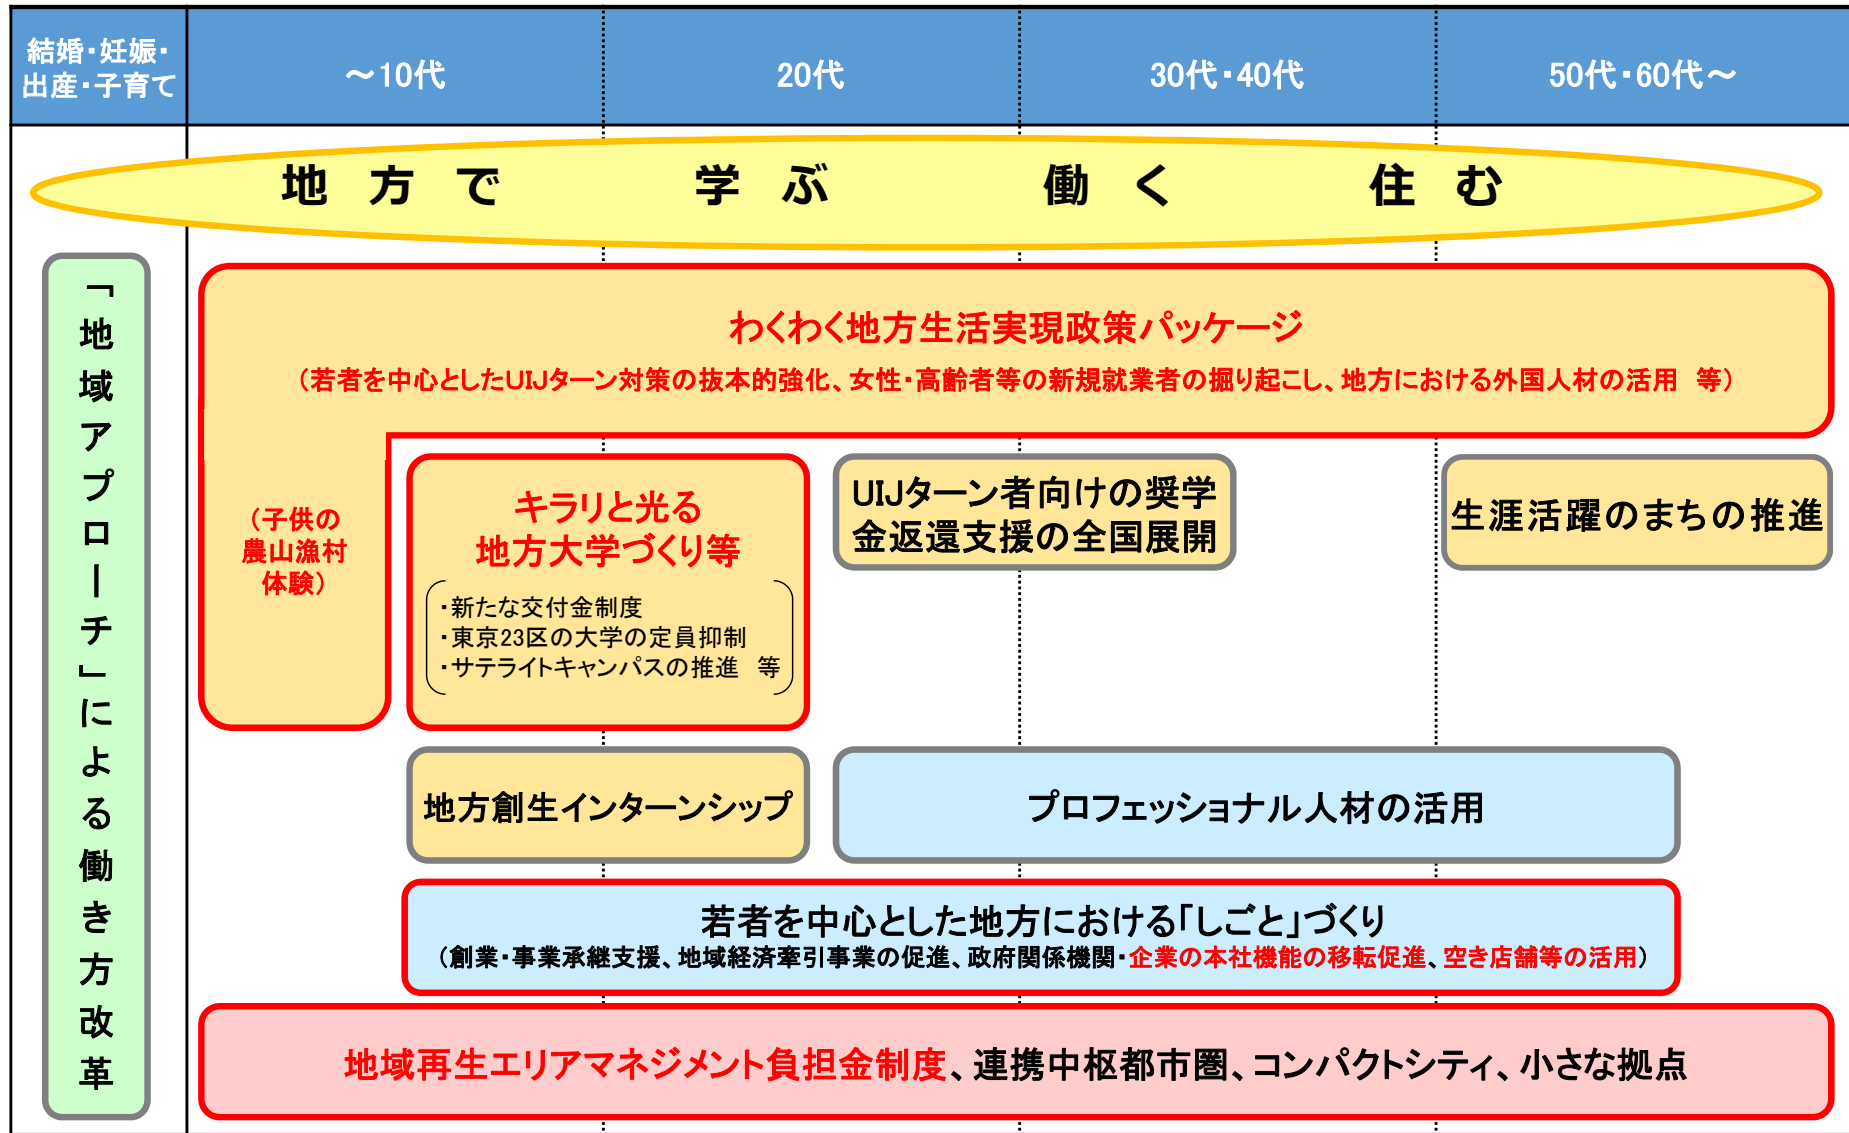 結婚・妊娠・
出産・子育て
～10代
20代
30代・40代
50代・60代～
地方で 学ぶ 働く 住む
「地域アプローチ」による働き方改革
わくわく地方生活実現政策パッケージ
（若者を中心としたUIJターン対策の抜本的強化、女性・高齢者等の新規就業者の掘り起こし、地方における外国人材の活用　等）
（子供の
農山漁村
体験）
キラリと光る
地方大学づくり等
・新たな交付金制度
・東京23区の大学の定員抑制
・サテライトキャンパスの推進　等
UIJターン者向けの奨学
金返還支援の全国展開
生涯活躍のまちの推進
地方創生インターンシップ
プロフェッショナル人材の活用
若者を中心とした地方における「しごと」づくり
（創業・事業承継支援、地域経済牽引事業の促進、政府関係機関・企業の本社機能の移転促進、空き店舗等の活用）
地域再生エリアマネジメント負担金制度、連携中枢都市圏、コンパクトシティ、小さな拠点